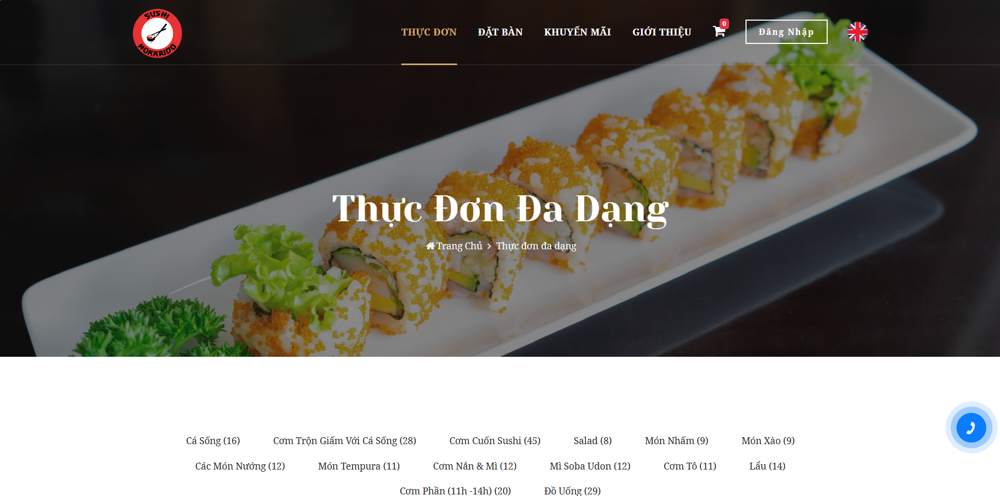 SUSHI
HOKKAIDO
THỰC ĐƠN ĐẶT BÀN KHUYẾN MÃI GIỚI THIỆU 0 Đăng Nhập
Thực Đơn Đa Dạng
Trang Chủ > Thực đơn đa dạng
Cá Sống (16) Cơm Trộn Giấm Với Cá Sống (28) Cơm Cuốn Sushi (45) Salad (8) Món Nhấm (9) Món Xào (9)
Các Món Nướng (12) Món Tempura (11) Cơm Nắn & Mì (12) Mì Soba Udon (12) Cơm Tô (11) Lẩu (14)
Cơm Phần (11h -14h) (20) Đồ Uống (29)